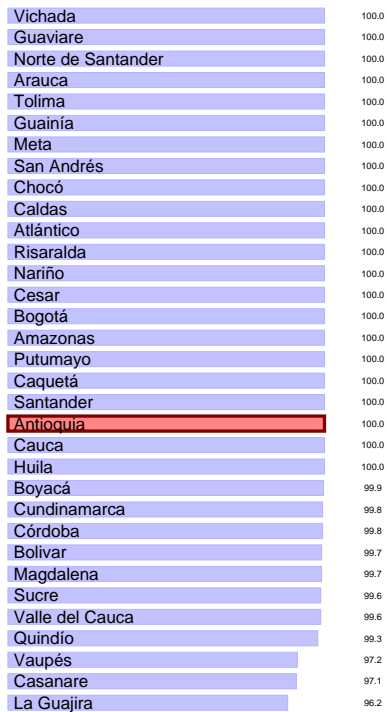 Vichada 100.0
Guaviare 100.0
Norte de Santander 100.0
Arauca 100.0
Tolima 100.0
Guainía 100.0
Meta 100.0
San Andrés 100.0
Chocó 100.0
Caldas 100.0
Atlántico 100.0
Risaralda 100.0
Nariño 100.0
Cesar 100.0
Bogotá 100.0
Amazonas 100.0
Putumayo 100.0
Caquetá 100.0
Santander 100.0
Antioquia 100.0
Cauca 100.0
Huila 100.0
Boyacá 99.9
Cundinamarca 99.8
Córdoba 99.8
Bolivar 99.7
Magdalena 99.7
Sucre 99.6
Valle del Cauca 99.6
Quindío 99.3
Vaupés 97.2
Casanare 97.1
La Guajira 96.2